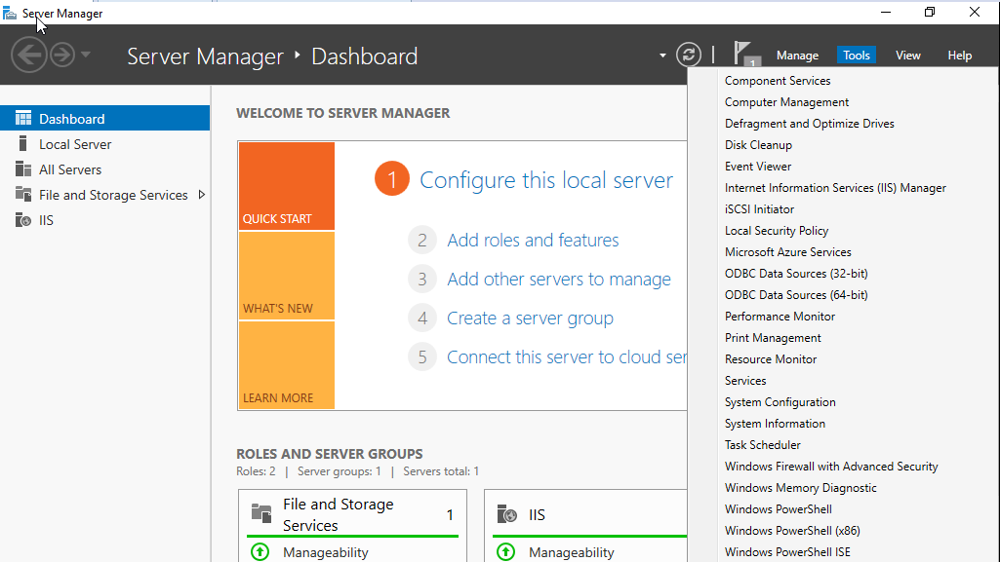 Server Manager
Server Manager ‣ Dashboard
1
Manage
Tools
View
Help
Dashboard
Local Server
All Servers
File and Storage Services
IIS
WELCOME TO SERVER MANAGER
QUICK START
WHAT'S NEW
LEARN MORE
1 Configure this local server
2 Add roles and features
3 Add other servers to manage
4 Create a server group
5 Connect this server to cloud ser
ROLES AND SERVER GROUPS
Roles: 2 | Server groups: 1 | Servers total: 1
File and Storage
Services
1
Manageability
IIS
Manageability
Component Services
Computer Management
Defragment and Optimize Drives
Disk Cleanup
Event Viewer
Internet Information Services (IIS) Manager
iSCSI Initiator
Local Security Policy
Microsoft Azure Services
ODBC Data Sources (32-bit)
ODBC Data Sources (64-bit)
Performance Monitor
Print Management
Resource Monitor
Services
System Configuration
System Information
Task Scheduler
Windows Firewall with Advanced Security
Windows Memory Diagnostic
Windows PowerShell
Windows PowerShell (x86)
Windows PowerShell ISE